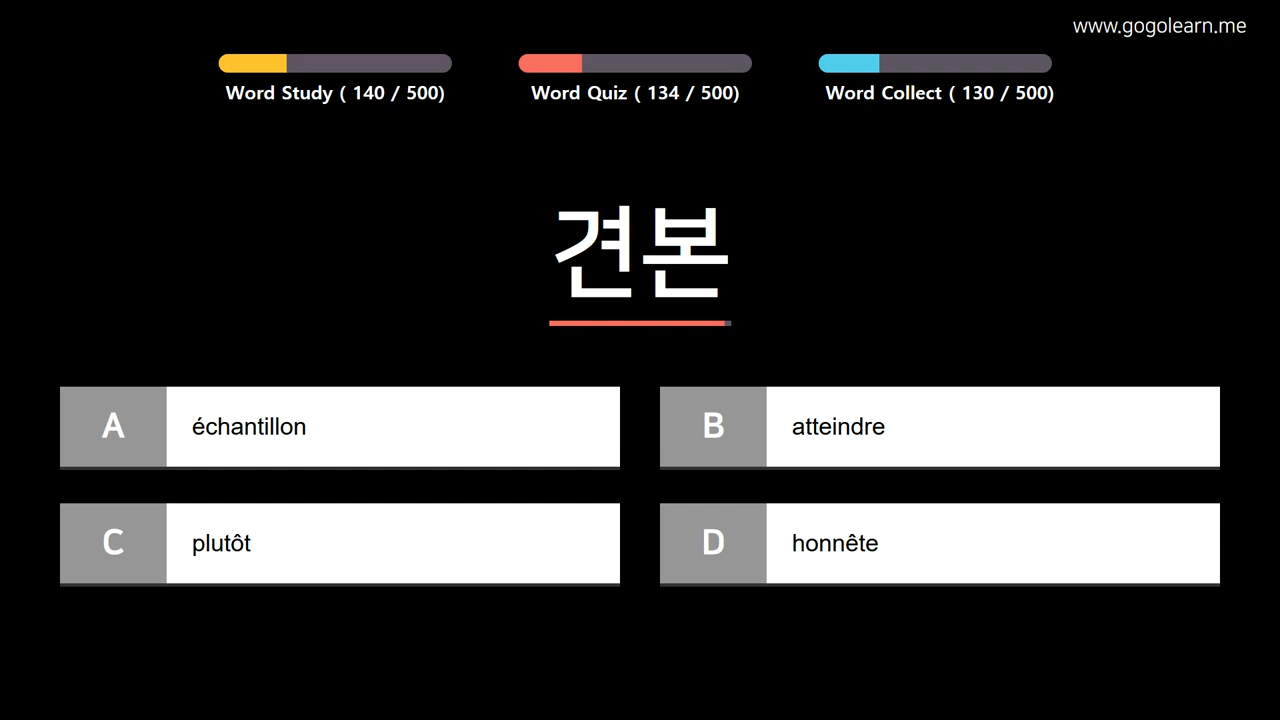 www.gogolearn.me
Word Study ( 140 / 500)
Word Quiz ( 134 / 500)
Word Collect ( 130 / 500)
견본
A échantillon
B atteindre
C plutôt
D honnête